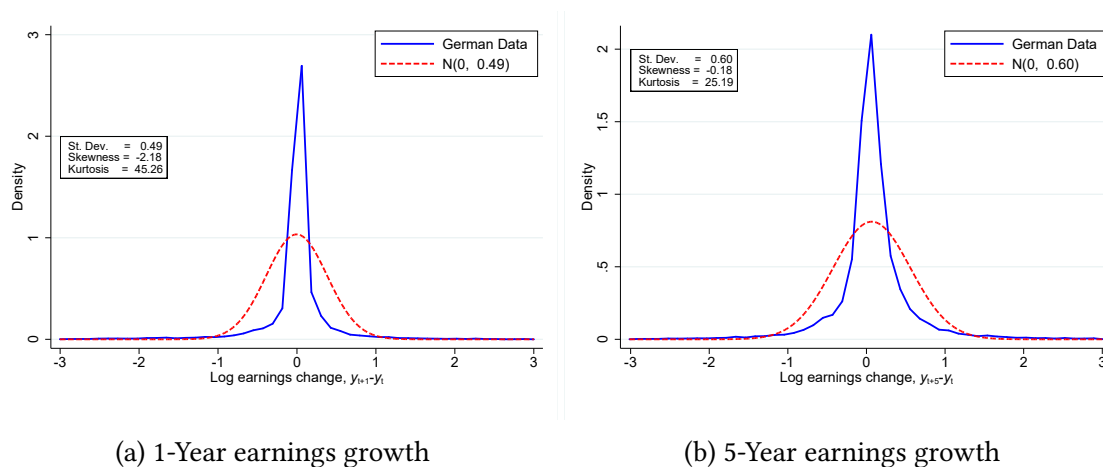 3
2
1
0
Density
German Data
N(0, 0.49)
St. Dev. = 0.49
Skewness = -2.18
Kurtosis = 45.26
-3 -2 -1 0 1 2 3
Log earnings change, yt+1-yt
(a) 1-Year earnings growth
2
1.5
1
.5
0
Density
St. Dev. = 0.60
Skewness = -0.18
Kurtosis = 25.19
German Data
N(0, 0.60)
-3 -2 -1 0 1 2 3
Log earnings change, yt+5-yt
(b) 5-Year earnings growth